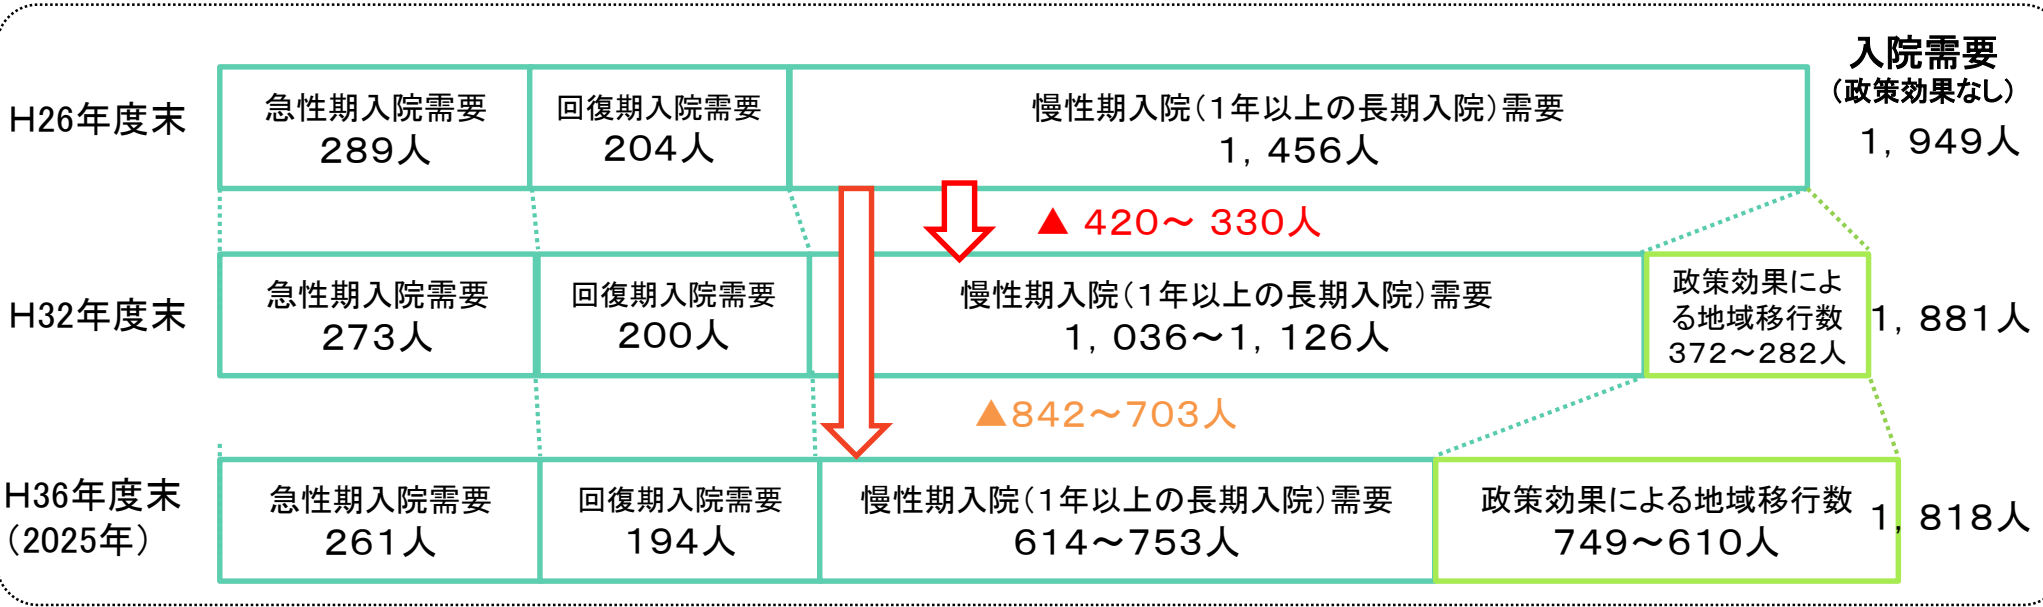 入院需要
（政策効果なし）
H26年度末
急性期入院需要
289人
回復期入院需要
204人
慢性期入院（１年以上の長期入院）需要
1，456人
1，949人
▲ 420～ 330人
H32年度末
急性期入院需要
273人
回復期入院需要
200人
慢性期入院（１年以上の長期入院）需要
1，036～1，126人
政策効果によ
る地域移行数
372～282人
1，881人
▲842～703人
H36年度末
（2025年）
急性期入院需要
261人
回復期入院需要
194人
慢性期入院（１年以上の長期入院）需要
614～753人
政策効果による地域移行数
749～610人
1，818人